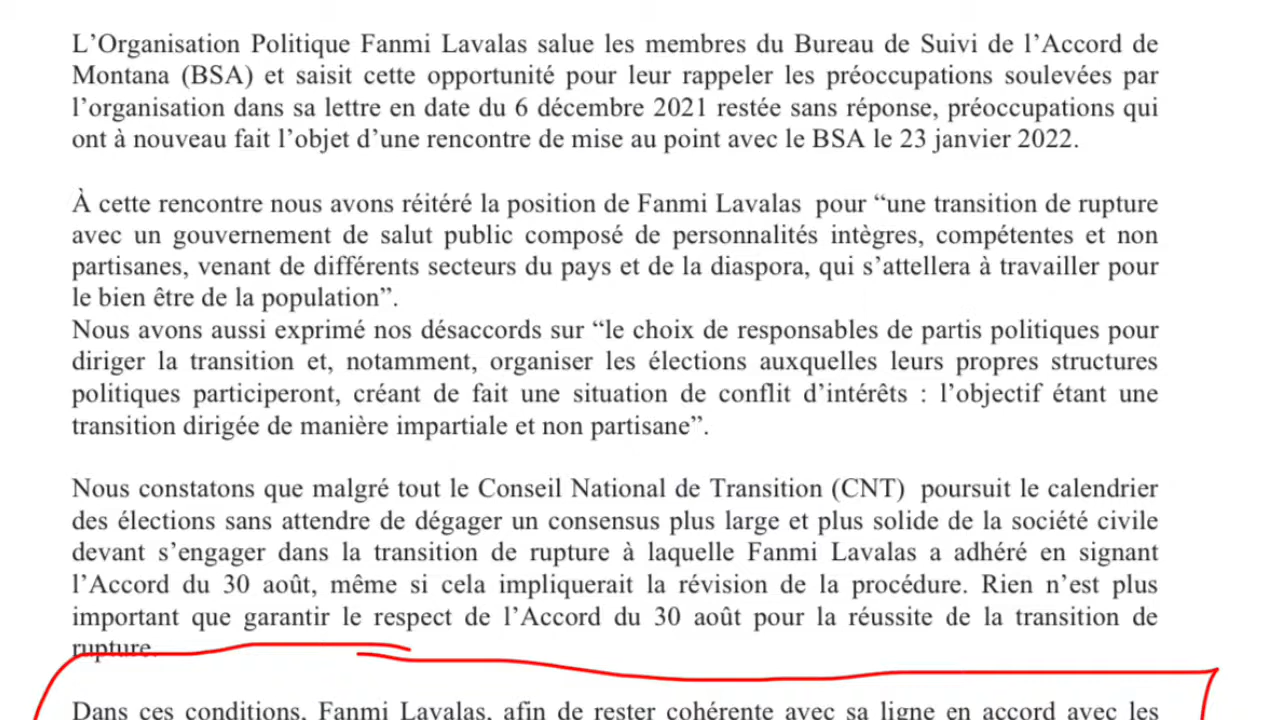 L’Organisation Politique Fanmi Lavalas salue les membres du Bureau de Suivi de l’Accord de
Montana (BSA) et saisit cette opportunité pour leur rappeler les préoccupations soulevées par
l’organisation dans sa lettre en date du 6 décembre 2021 restée sans réponse, préoccupations qui
ont à nouveau fait l’objet d’une rencontre de mise au point avec le BSA le 23 janvier 2022.
À cette rencontre nous avons réitéré la position de Fanmi Lavalas pour “une transition de rupture
avec un gouvernement de salut public composé de personnalités intègres, compétentes et non
partisanes, venant de différents secteurs du pays et de la diaspora, qui s’attellera à travailler pour
le bien être de la population”.
Nous avons aussi exprimé nos désaccords sur “le choix de responsables de partis politiques pour
diriger la transition et, notamment, organiser les élections auxquelles leurs propres structures
politiques participeront, créant de fait une situation de conflit d’intérêts : l’objectif étant une
transition dirigée de manière impartiale et non partisane”.
Nous constatons que malgré tout le Conseil National de Transition (CNT) poursuit le calendrier
des élections sans attendre de dégager un consensus plus large et plus solide de la société civile
devant s’engager dans la transition de rupture à laquelle Fanmi Lavalas a adhéré en signant
l’Accord du 30 août, même si cela impliquerait la révision de la procédure. Rien n’est plus
important que garantir le respect de l’Accord du 30 août pour la réussite de la transition de
rupture.
Dans ces conditions, Fanmi Lavalas, afin de rester cohérente avec sa ligne en accord avec les